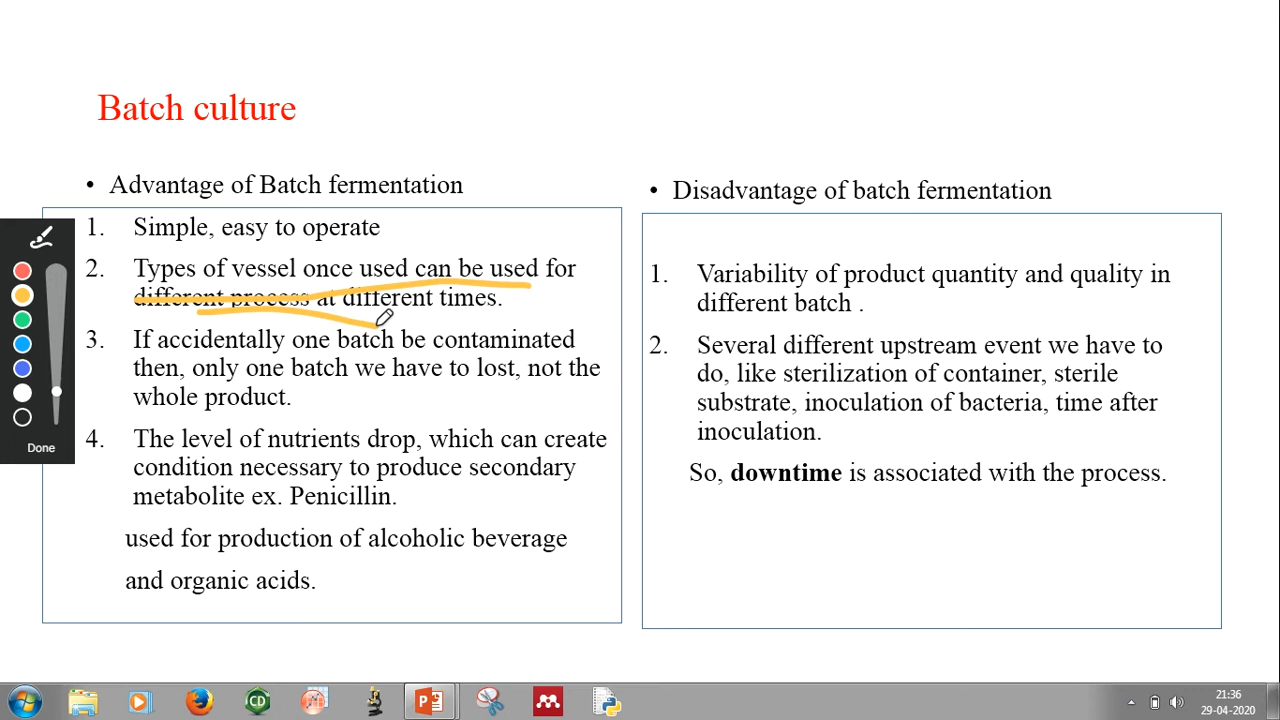 Batch culture
• Advantage of Batch fermentation
1. Simple, easy to operate
2. Types of vessel once used can be used for
different process at different times.
3. If accidentally one batch be contaminated
then, only one batch we have to lost, not the
whole product.
4. The level of nutrients drop, which can create
condition necessary to produce secondary
metabolite ex. Penicillin.
used for production of alcoholic beverage
and organic acids.
• Disadvantage of batch fermentation
1. Variability of product quantity and quality in
different batch .
2. Several different upstream event we have to
do, like sterilization of container, sterile
substrate, inoculation of bacteria, time after
inoculation.
So, downtime is associated with the process.
Done
CD
21:36
29-04-2020